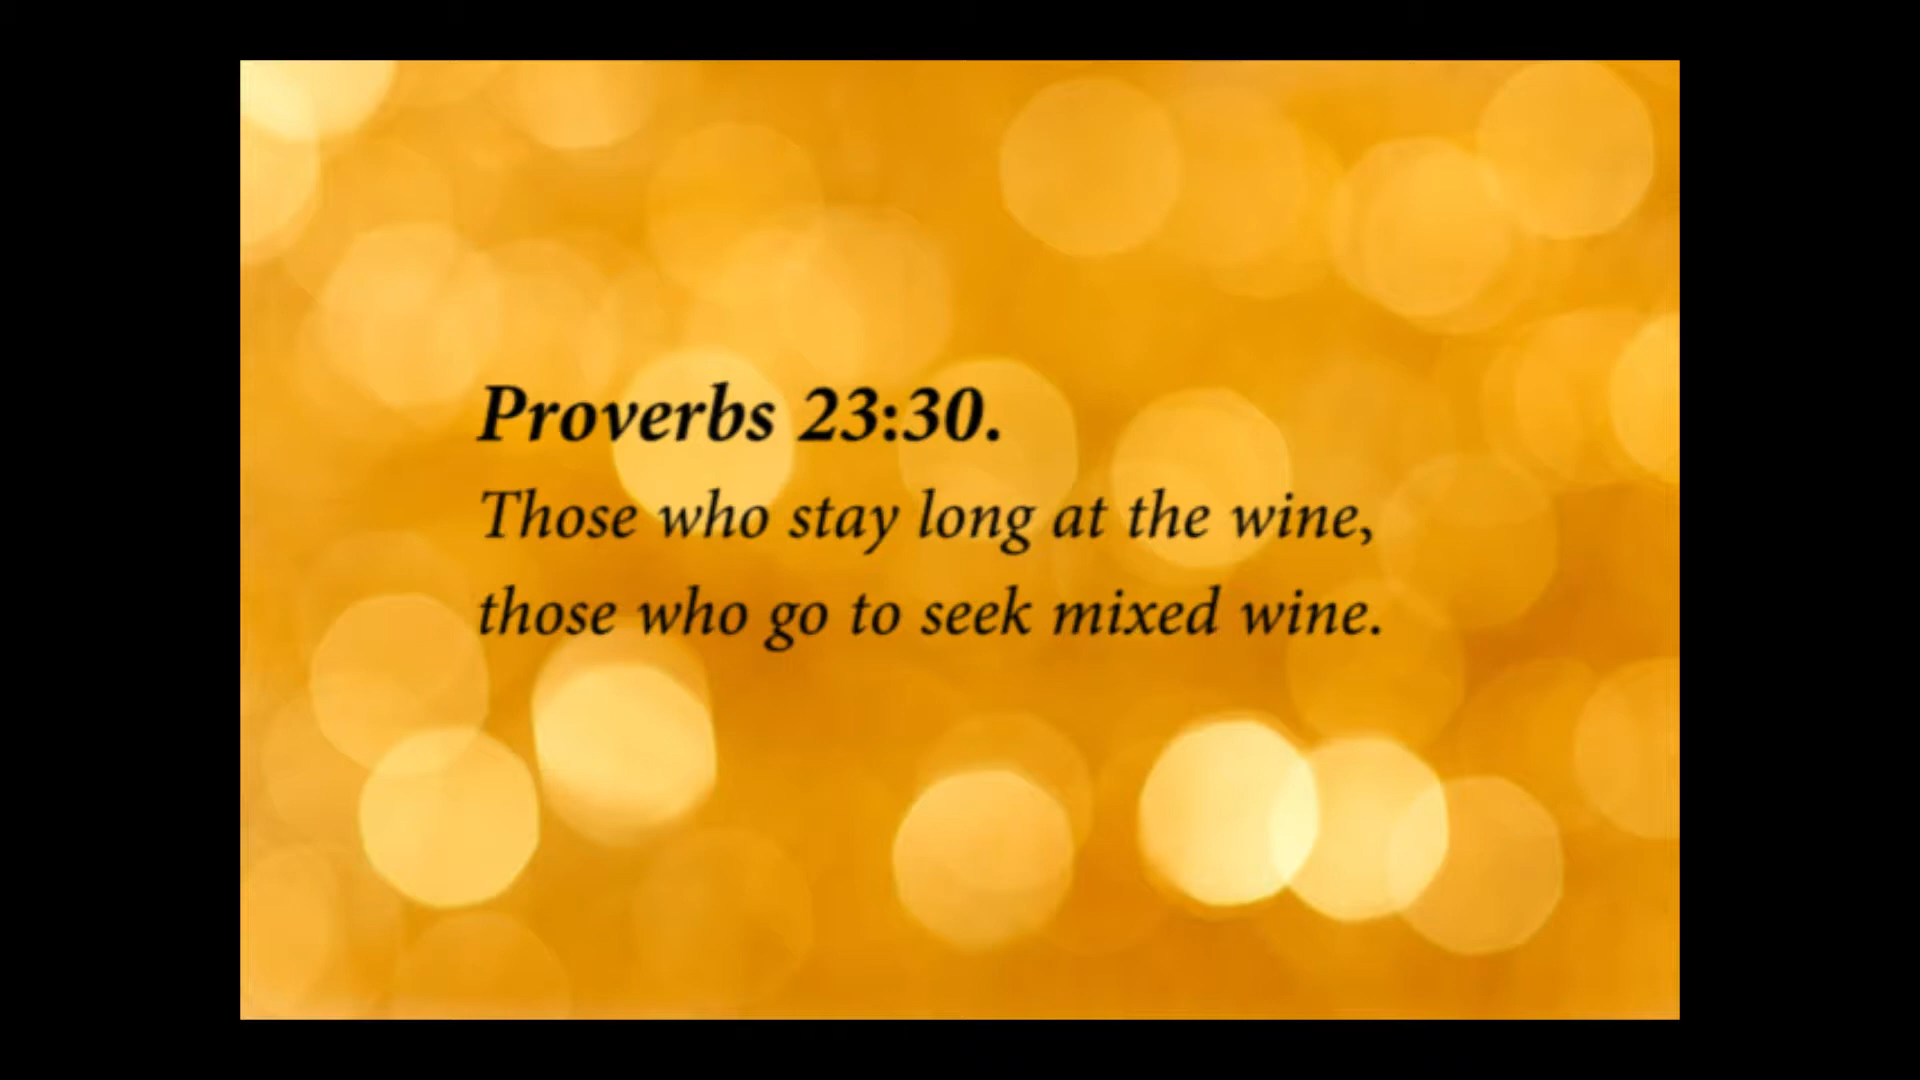 Proverbs 23:30.
Those who stay long at the wine,
those who go to seek mixed wine.